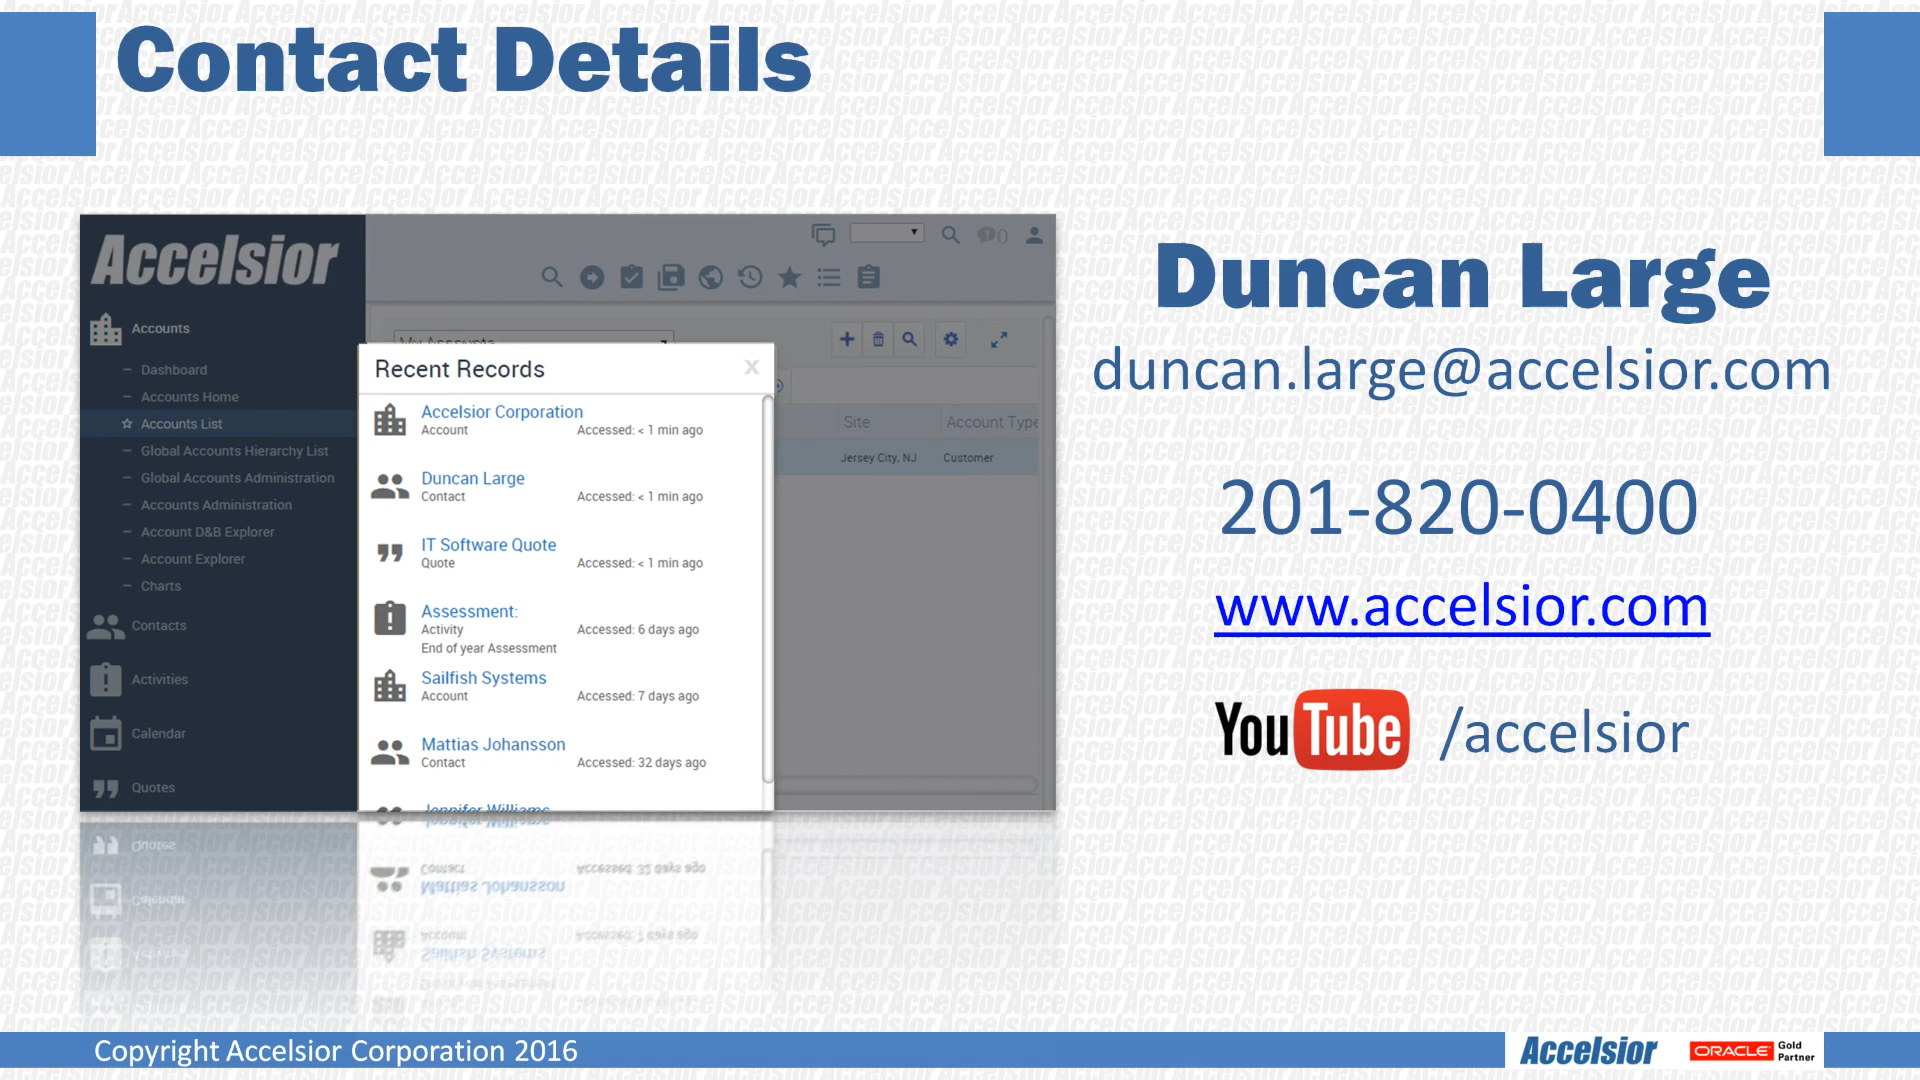 Contact Details
Accelsior
0
My Accounts
Accounts
Dashboard
Accounts Home
Accounts List
Global Accounts Hierarchy List
Global Accounts Administration
Accounts Administration
Account D&B Explorer
Account Explorer
Charts
Contacts
Activities
Calendar
Quotes
Recent Records
X
Accelsior Corporation
Account Accessed: < 1 min ago
Duncan Large
Contact Accessed: < 1 min ago
IT Software Quote
Quote Accessed: < 1 min ago
Assessment:
Activity Accessed: 6 days ago
End of year Assessment
Sailfish Systems
Account Accessed: 7 days ago
Mattias Johansson
Contact Accessed: 32 days ago
Jennifer Williams
Site Account Type
Jersey City, NJ Customer
Duncan Large
duncan.large@accelsior.com
201-820-0400
www.accelsior.com
YouTube /accelsior
Copyright Accelsior Corporation 2016
Accelsior
ORACLE Gold Partner